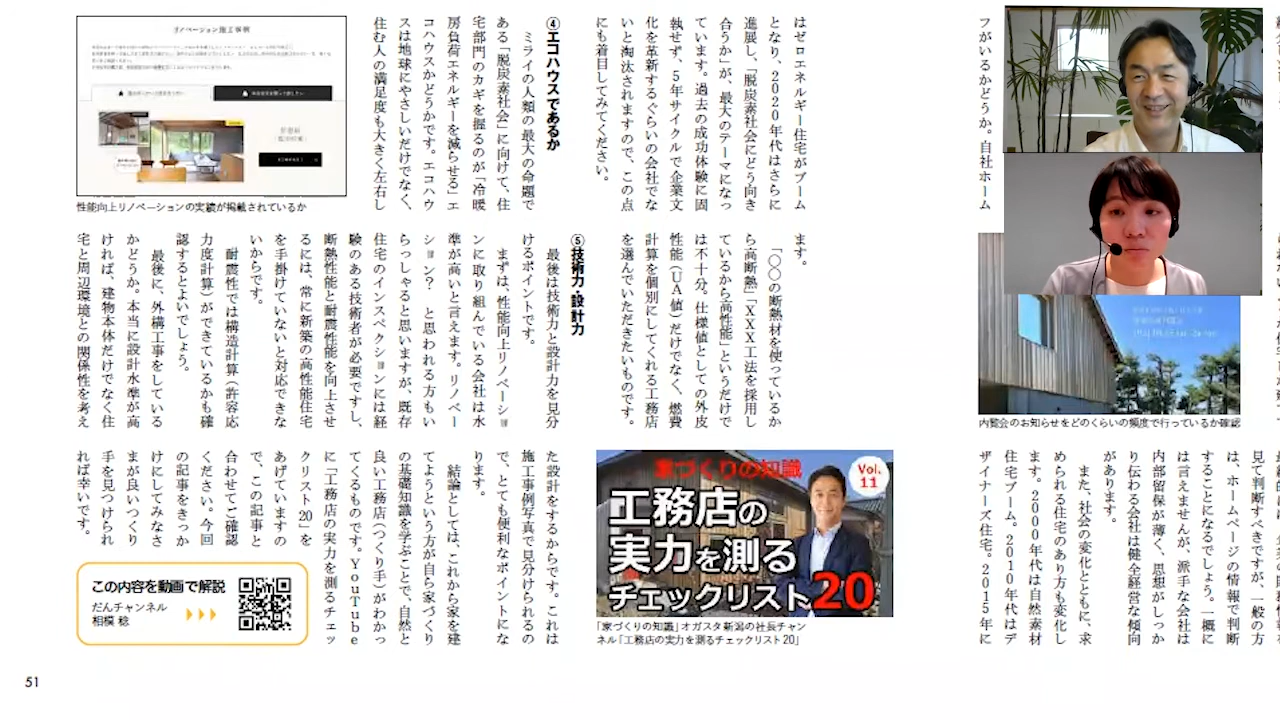 フがいるかどうか。自社ホーム
はゼロエネルギー住宅がブーム
となり、2020年代はさらに
進展し、「脱炭素社会にどう向き
合うか」が、最大のテーマになっ
ています。過去の成功体験に固
執せず、5年サイクルで企業文
化を革新するぐらいの会社でな
いと淘汰されますので、この点
にも着目してみてください。
④エコハウスであるか
ミライの人類の最大の命題で
ある「脱炭素社会」に向けて、住
宅部門のカギを握るのが「冷暖
房負荷エネルギーを減らせる」エ
コハウスかどうかです。エコハウ
スは地球にやさしいだけでなく、
住む人の満足度も大きく左右し
リノベーション施工事例
性能向上リノベーションの実績が掲載されているか
ます。
「〇〇の断熱材を使っているか
ら高断熱」「XXX工法を採用し
ているから高性能」というだけで
は不十分。仕様値としての外皮
性能(UA値)だけでなく、燃費
計算を個別にしてくれる工務店
を選んでいただきたいものです。
⑤技術力・設計力
最後は技術力と設計力を見分
けるポイントです。
まずは、性能向上リノベーショ
ンに取り組んでいる会社は水
準が高いと言えます。リノベー
ション? と思われる方もい
らっしゃると思いますが、既存
住宅のインスペクションには経
験のある技術者が必要ですし、
断熱性能と耐震性能を向上させ
るには、常に新築の高性能住宅
を手掛けていないと対応できな
いからです。
耐震性では構造計算(許容応
力度計算)ができているかも確
認するとよいでしょう。
最後に、外構工事をしている
かどうか。本当に設計水準が高
ければ、建物本体だけでなく住
宅と周辺環境との関係性を考え
内覧会のお知らせをどのくらいの頻度で行っているか確認
見て判断すべきですが、一般の方
は、ホームページの情報で判断
することになるでしょう。一概に
は言えませんが、派手な会社は
内部留保が薄く、思想がしっか
り伝わる会社は健全経営な傾向
があります。
また、社会の変化とともに、求
められる住宅のあり方も変化し
ます。2000年代は自然素材
住宅ブーム。2010年代はデ
ザイナーズ住宅。2015年に
家づくりの知識
Vol.
11
工務店の
実力を測る
チェックリスト20
「家づくりの知識」オガスタ新潟の社長チャン
ネル「工務店の実力を測るチェックリスト20」
た設計をするからです。これは
施工事例写真で見分けられるの
で、とても便利なポイントにな
ります。
結論としては、これから家を建
てようという方が自ら家づくり
の基礎知識を学ぶことで、自然と
良い工務店(つくり手)がわかっ
てくるものです。YouTube
に「工務店の実力を測るチェッ
クリスト20」を
あげていますの
で、この記事と
合わせてご確認
ください。今回
の記事をきっか
けにしてみなさ
まが良いつくり
手を見つけられ
れば幸いです。
この内容を動画で解説
だんチャンネル
相模 稔
51